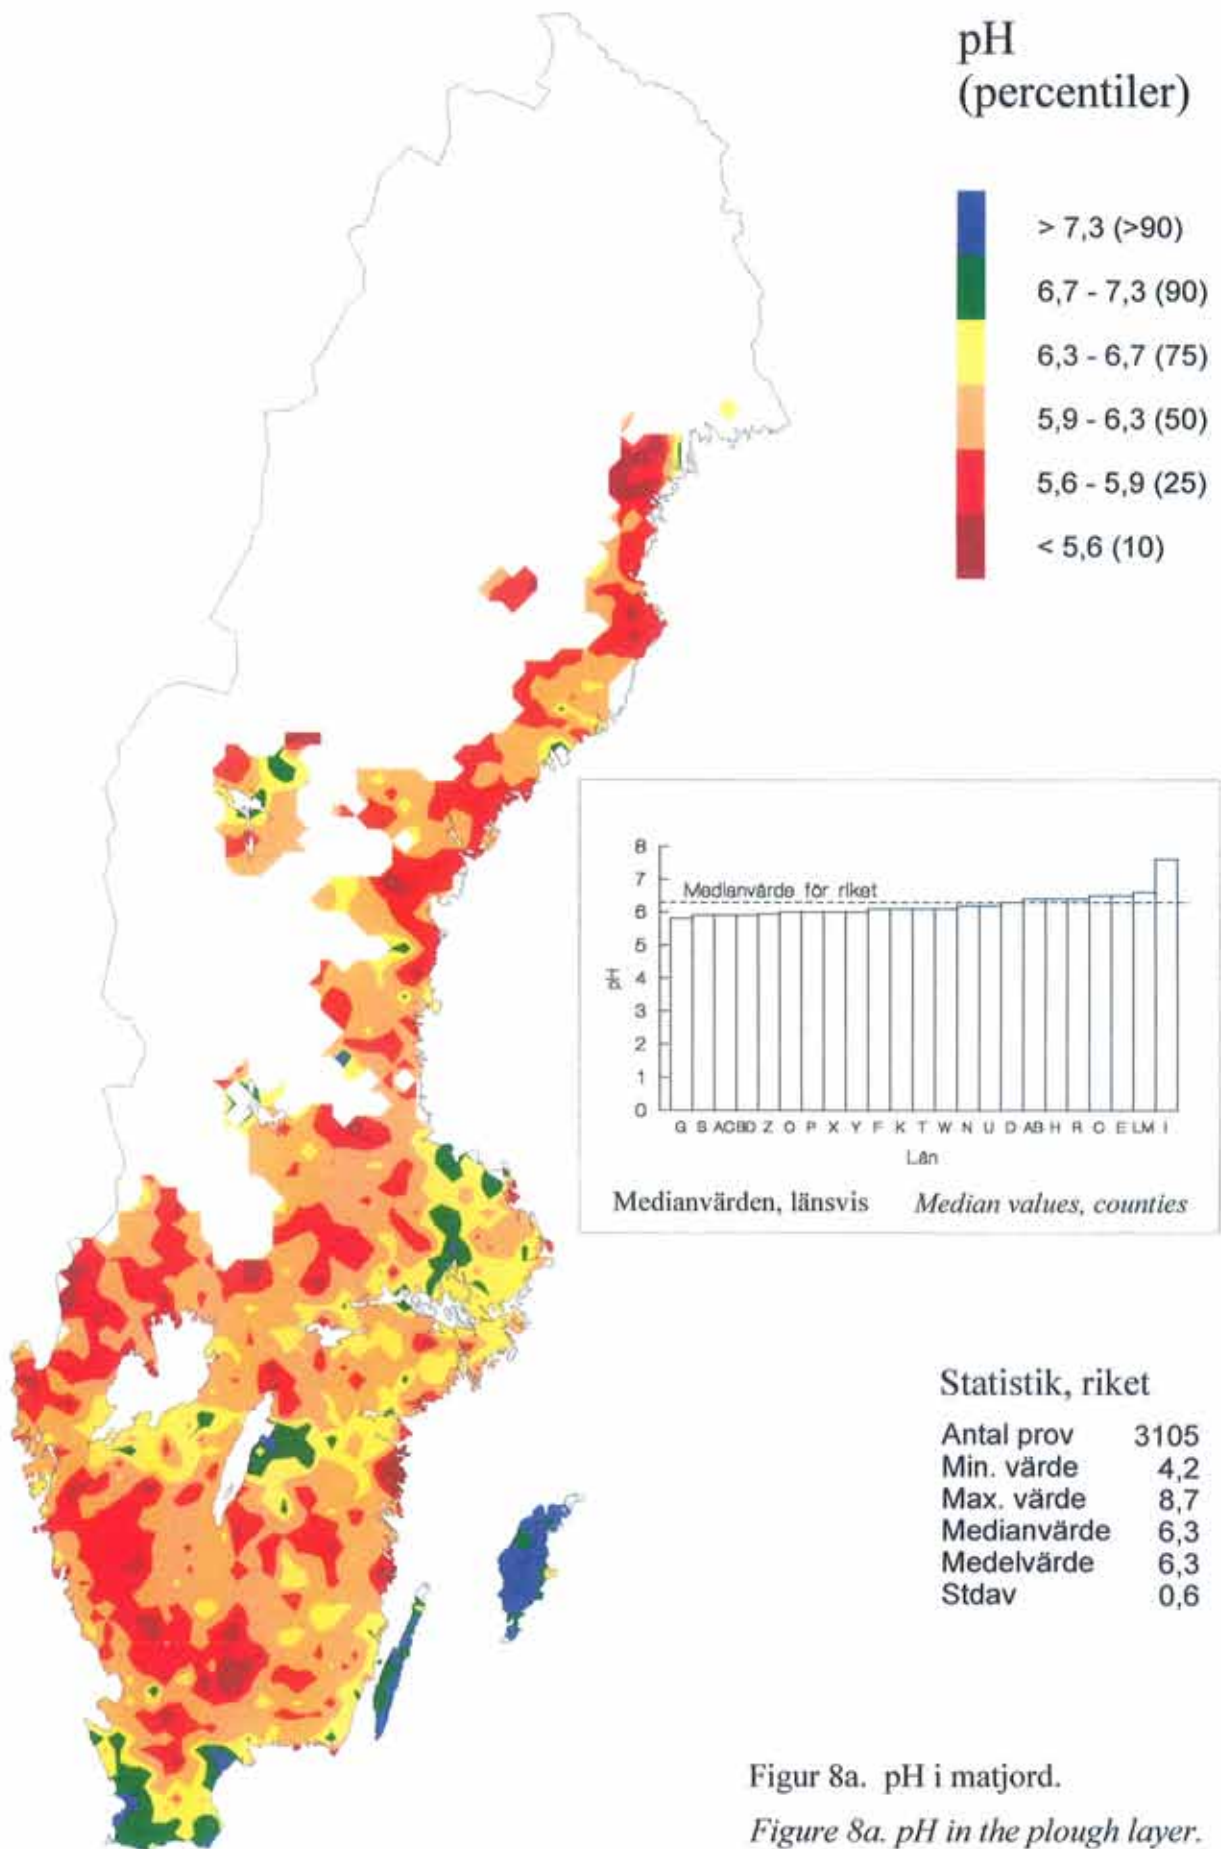 pH
(percentiler)
> 7,3 (>90)
6,7 - 7,3 (90)
6,3 - 6,7 (75)
5,9 - 6,3 (50)
5,6 - 5,9 (25)
< 5,6 (10)
8
7
6
5
4
3
2
1
0
pH
Medianvärde för riket
G S AC BD Z O P X Y F K T W N U D AB H R C E LM I
Län
Medianvärden, länsvis Median values, counties
Statistik, riket
Antal prov 3105
Min. värde 4,2
Max. värde 8,7
Medianvärde 6,3
Medelvärde 6,3
Stdav 0,6
Figur 8a. pH i matjord.
Figure 8a. pH in the plough layer.